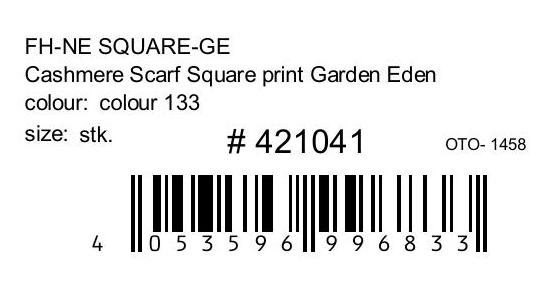 FH-NE SQUARE-GE
Cashmere Scarf Square print Garden Eden
colour: colour 133
size: stk.
# 421041
OTO- 1458
4 053596 996833